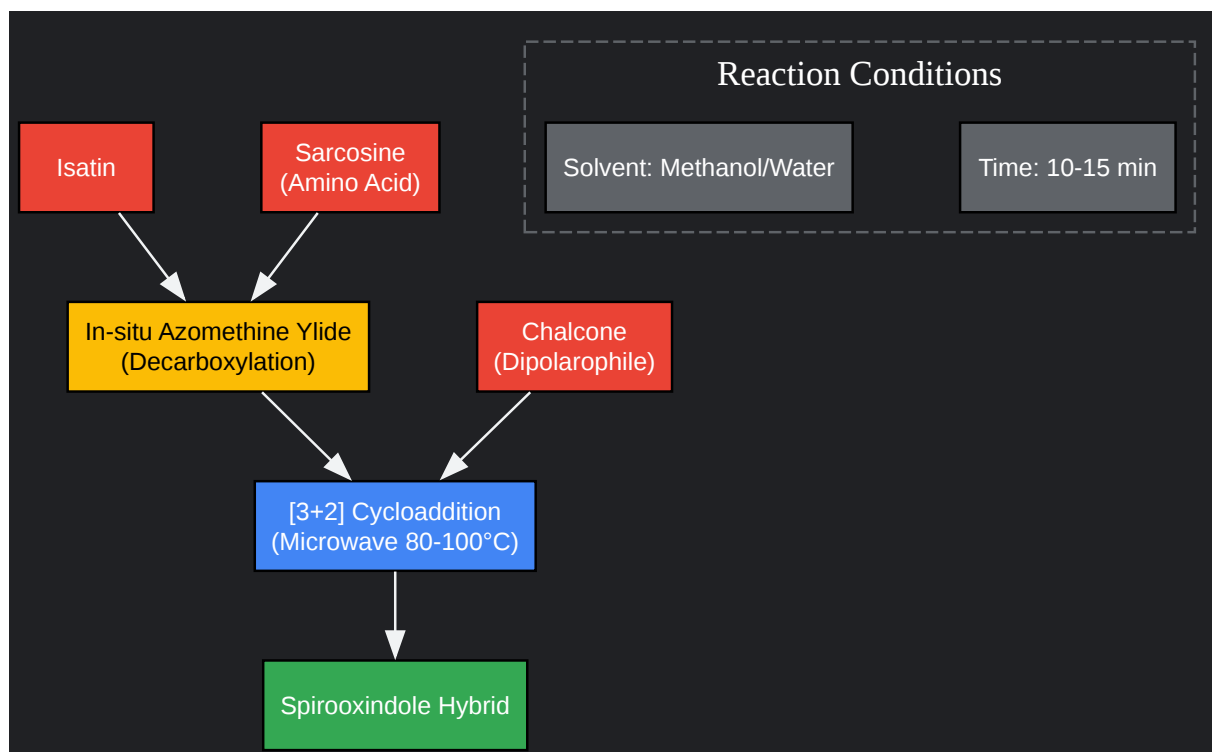 Reaction Conditions
Isatin
Sarcosine
(Amino Acid)
Solvent: Methanol/Water
Time: 10-15 min
In-situ Azomethine Ylide
(Decarboxylation)
Chalcone
(Dipolarophile)
[3+2] Cycloaddition
(Microwave 80-100°C)
Spirooxindole Hybrid